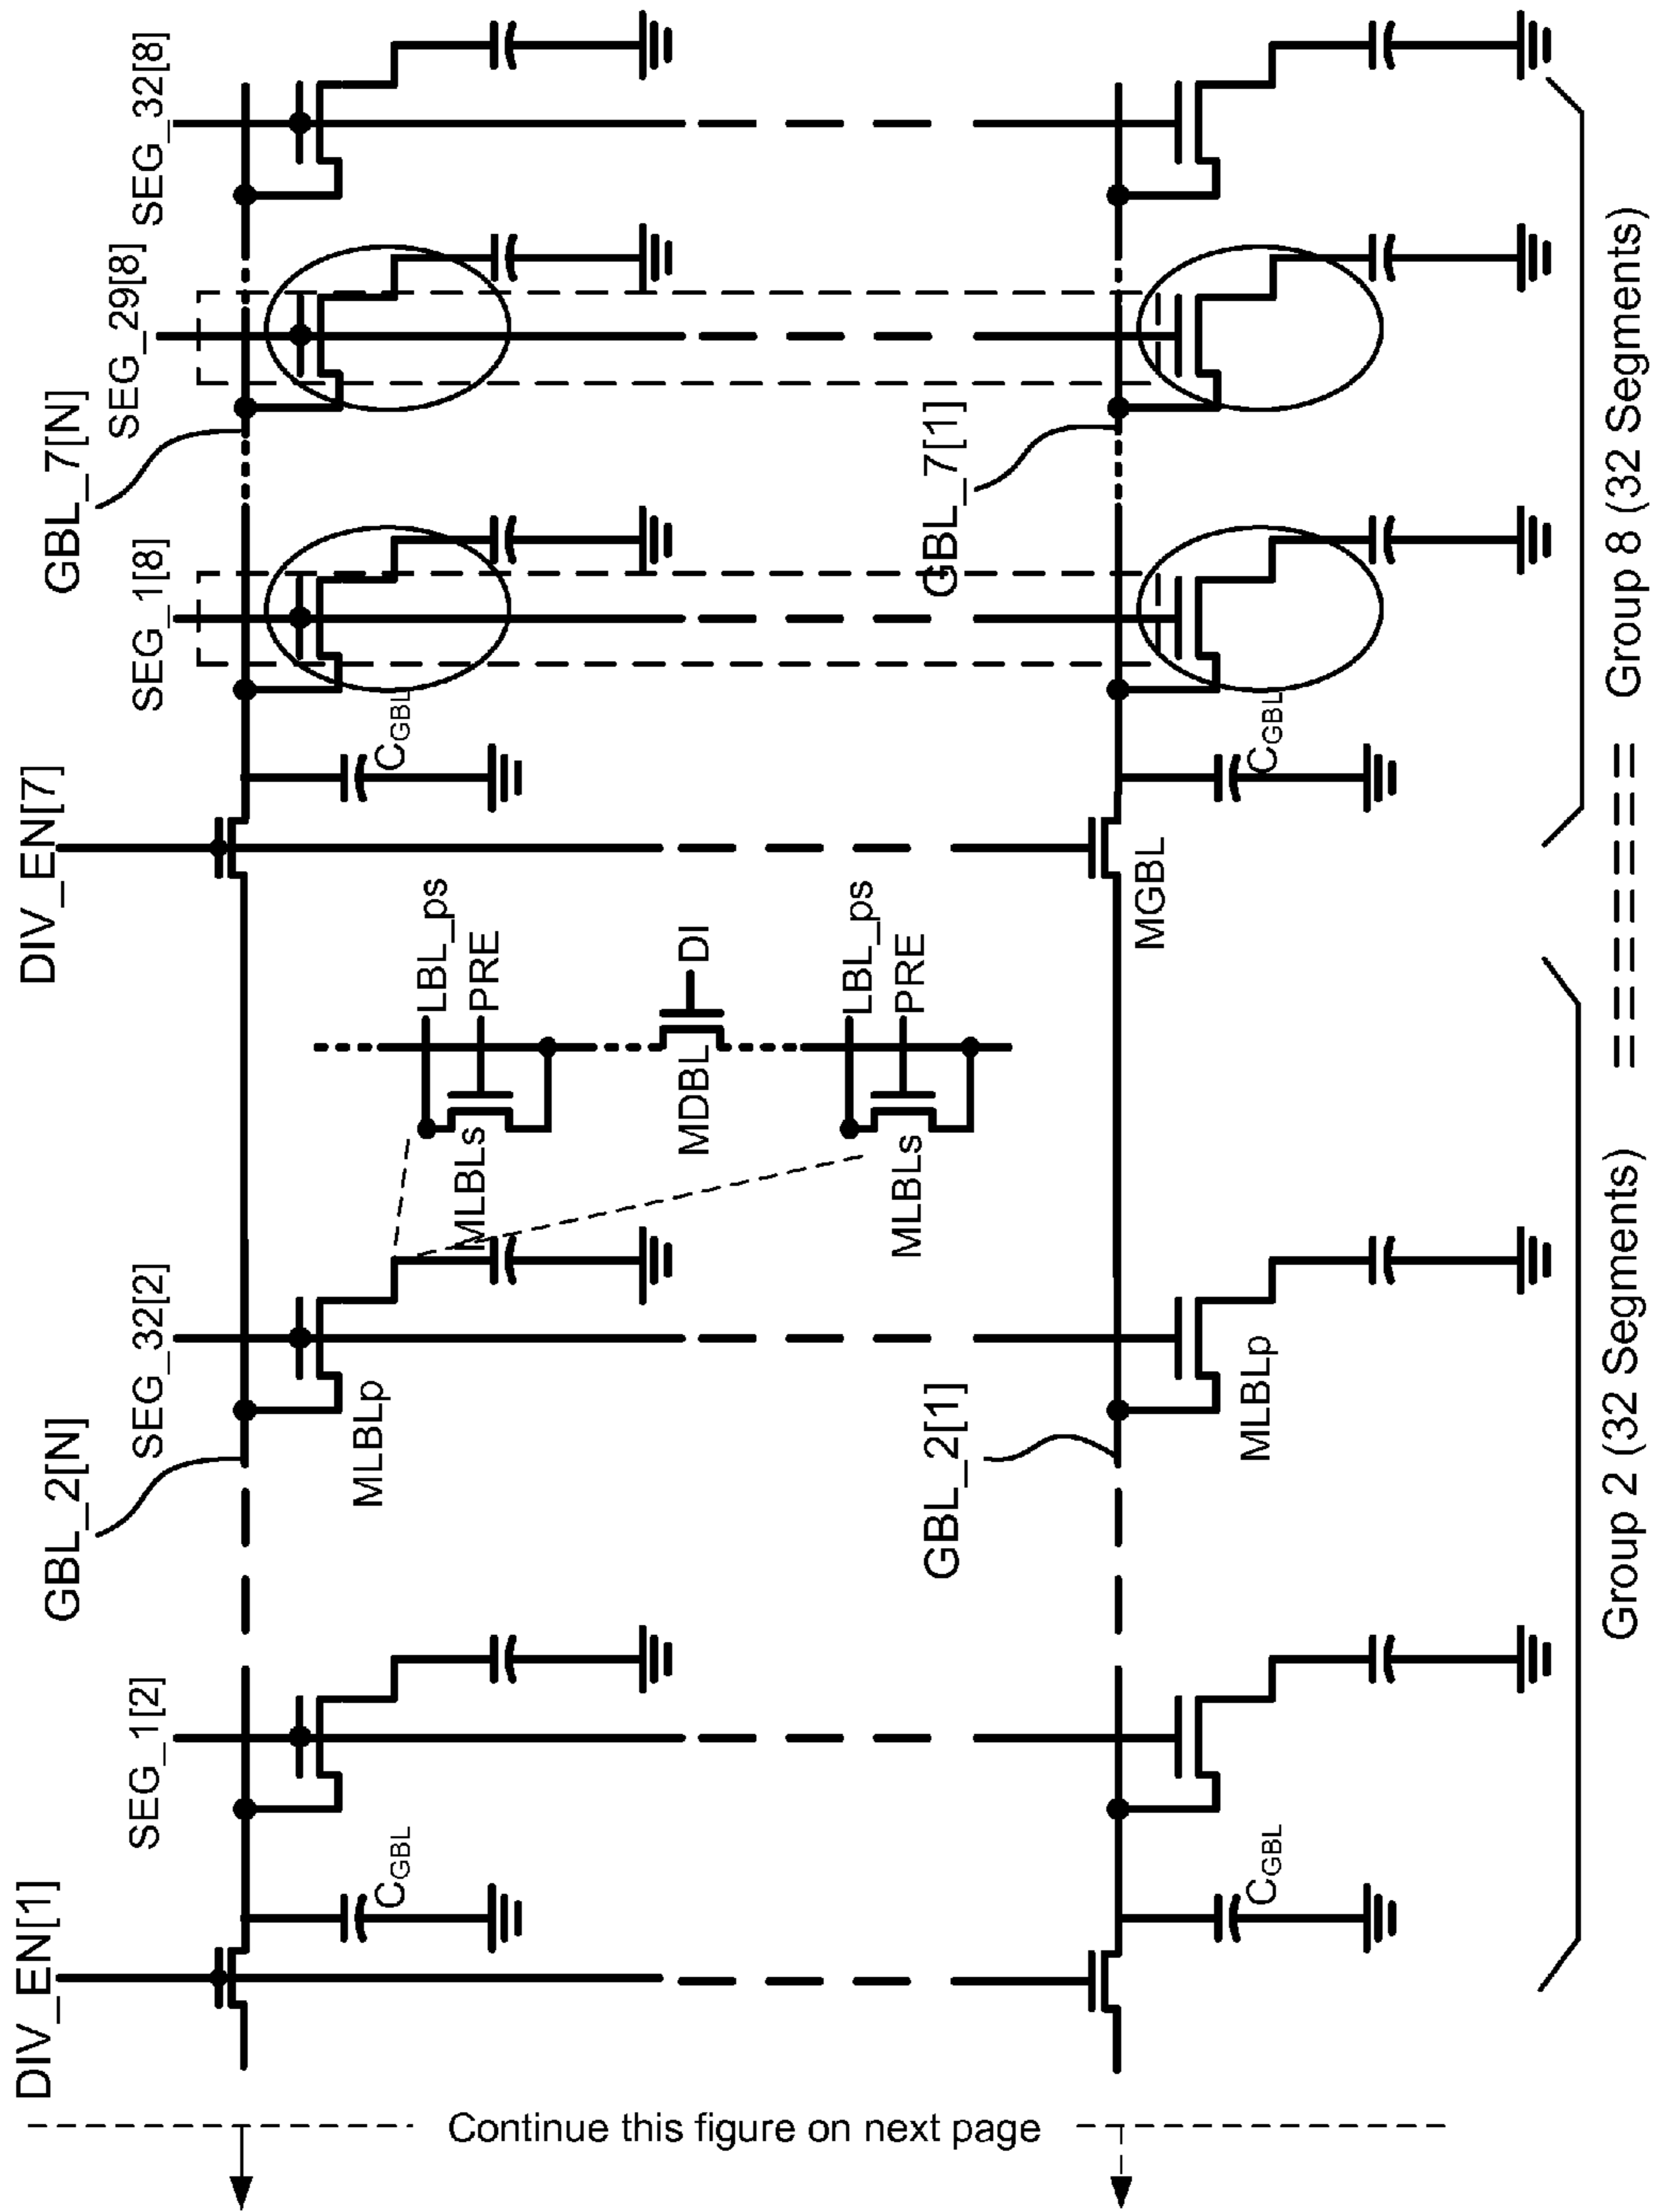 DIV_EN[1]
DIV_EN[7]
GBL_2[N]
GBL_7[N]
SEG_1[2]
SEG_32[2]
SEG_1[8]
SEG_29[8]
SEG_32[8]
CGBL
MLBLp
CGBL
LBL_ps
PRE
MLBLs
MDBL
DI
LBL_ps
PRE
MLBLs
GBL_2[1]
GBL_7[1]
MGBL
CGBL
MLBLp
CGBL
Group 2 (32 Segments)
Group 8 (32 Segments)
Continue this figure on next page